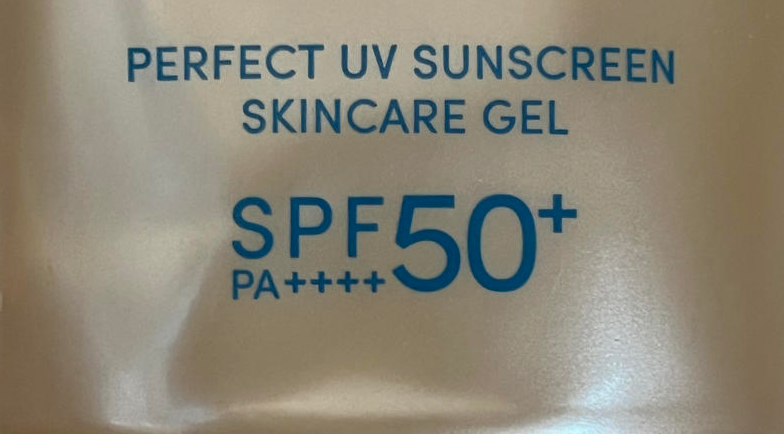 PERFECT UV SUNSCREEN
SKINCARE GEL
SPF50+
PA++++